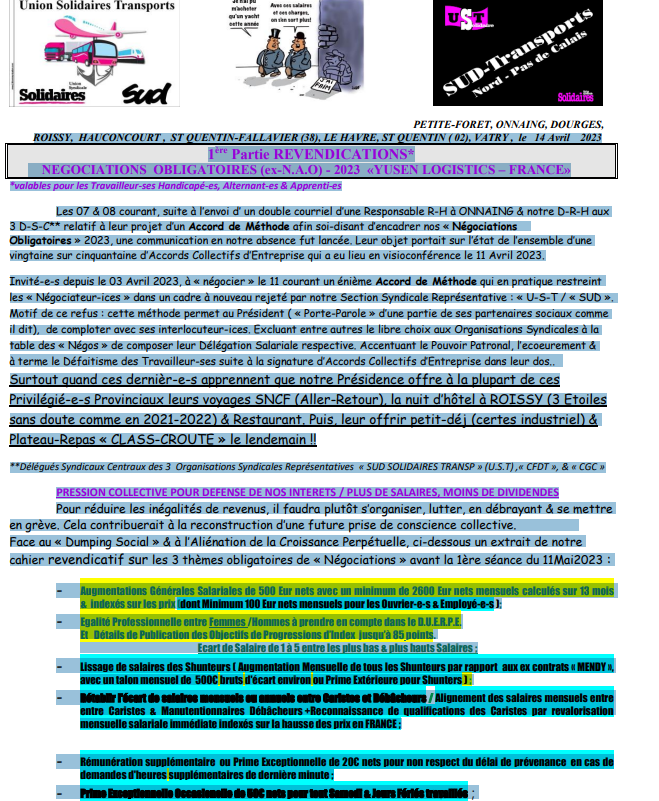 Union Solidaires Transports
Union
Syndicale
Solidaires
Sud
m'acheter
qu'un yacht
cette année
Avec ses salaires
et ses charges,
on s'en sort plus!
J'AI FAIM
UST
Solidaires
SUD-Transports
Nord - Pas de Calais
Solidaires
PETITE-FORET, ONNAING, DOURGES,
ROISSY, HAUCONCOURT , ST QUENTIN-FALLAVIER (38), LE HAVRE, ST QUENTIN ( 02), VATRY , le 14 Avril 2023
1ère Partie REVENDICATIONS*
NEGOCIATIONS OBLIGATOIRES (ex-N.A.O) - 2023 «YUSEN LOGISTICS – FRANCE»
*valables pour les Travailleur-ses Handicapé-es, Alternant-es & Apprenti-es
Les 07 & 08 courant, suite à l'envoi d' un double courriel d'une Responsable R-H à ONNAING & notre D-R-H aux
3 D-S-C** relatif à leur projet d'un Accord de Méthode afin soi-disant d'encadrer nos « Négociations
Obligatoires » 2023, une communication en notre absence fut lancée. Leur objet portait sur l'état de l'ensemble d'une
vingtaine sur cinquantaine d'Accords Collectifs d'Entreprise qui a eu lieu en visioconférence le 11 Avril 2023.
Invité-e-s depuis le 03 Avril 2023, à « négocier » le 11 courant un énième Accord de Méthode qui en pratique restreint
les « Négociateur-ices » dans un cadre à nouveau rejeté par notre Section Syndicale Représentative : « U-S-T / « SUD ».
Motif de ce refus : cette méthode permet au Président ( « Porte-Parole » d'une partie de ses partenaires sociaux comme
il dit), de comploter avec ses interlocuteur-ices. Excluant entre autres le libre choix aux Organisations Syndicales à la
table des « Négos » de composer leur Délégation Salariale respective. Accentuant le Pouvoir Patronal, l'écoeurement &
à terme le Défaitisme des Travailleur-ses suite à la signature d'Accords Collectifs d'Entreprise dans leur dos..
Surtout quand ces dernièr-e-s apprennent que notre Présidence offre à la plupart de ces
Privilégié-e-s Provinciaux leurs voyages SNCF (Aller-Retour), la nuit d'hôtel à ROISSY (3 Etoiles
sans doute comme en 2021-2022) & Restaurant. Puis, leur offrir petit-déj (certes industriel) &
Plateau-Repas « CLASS-CROUTE » le lendemain !!
**Délégués Syndicaux Centraux des 3 Organisations Syndicales Représentatives « SUD SOLIDAIRES TRANSP » (U.S.T) ,« CFDT », & « CGC »
PRESSION COLLECTIVE POUR DEFENSE DE NOS INTERETS / PLUS DE SALAIRES, MOINS DE DIVIDENDES
Pour réduire les inégalités de revenus, il faudra plutôt s'organiser, lutter, en débrayant & se mettre
en grève. Cela contribuerait à la reconstruction d'une future prise de conscience collective.
Face au « Dumping Social » & à l'Aliénation de la Croissance Perpétuelle, ci-dessous un extrait de notre
cahier revendicatif sur les 3 thèmes obligatoires de « Négociations » avant la 1ère séance du 11Mai2023 :
- Augmentations Générales Salariales de 500 Eur nets avec un minimum de 2600 Eur nets mensuels calculés sur 13 mois
& indexés sur les prix (dont Minimum 100 Eur nets mensuels pour les Ouvrier-e-s & Employé-e-s );
- Egalité Professionnelle entre Femmes /Hommes à prendre en compte dans le D.U.E.R.P.E.
Et Détails de Publication des Objectifs de Progressions d'Index jusqu'à 85 points.
Ecart de Salaire de 1 à 5 entre les plus bas & plus hauts Salaires ;
- Lissage de salaires des Shunteurs ( Augmentation Mensuelle de tous les Shunteurs par rapport aux ex contrats « MENDY »,
avec un talon mensuel de 500€ bruts d'écart environ ou Prime Extérieure pour Shunters ) ;
- Rétablir l'écart de salaires mensuels ou annuels entre Caristes et Débâcheurs / Alignement des salaires mensuels entre
entre Caristes & Manutentionnaires Débâcheurs +Reconnaissance de qualifications des Caristes par revalorisation
mensuelle salariale immédiate indexés sur la hausse des prix en FRANCE ;
- Rémunération supplémentaire ou Prime Exceptionnelle de 20€ nets pour non respect du délai de prévenance en cas de
demandes d'heures supplémentaires de dernière minute ;
- Prime Exceptionnelle Occasionnelle de 50€ nets pour tout Samedi & Jours Fériés travaillés ;